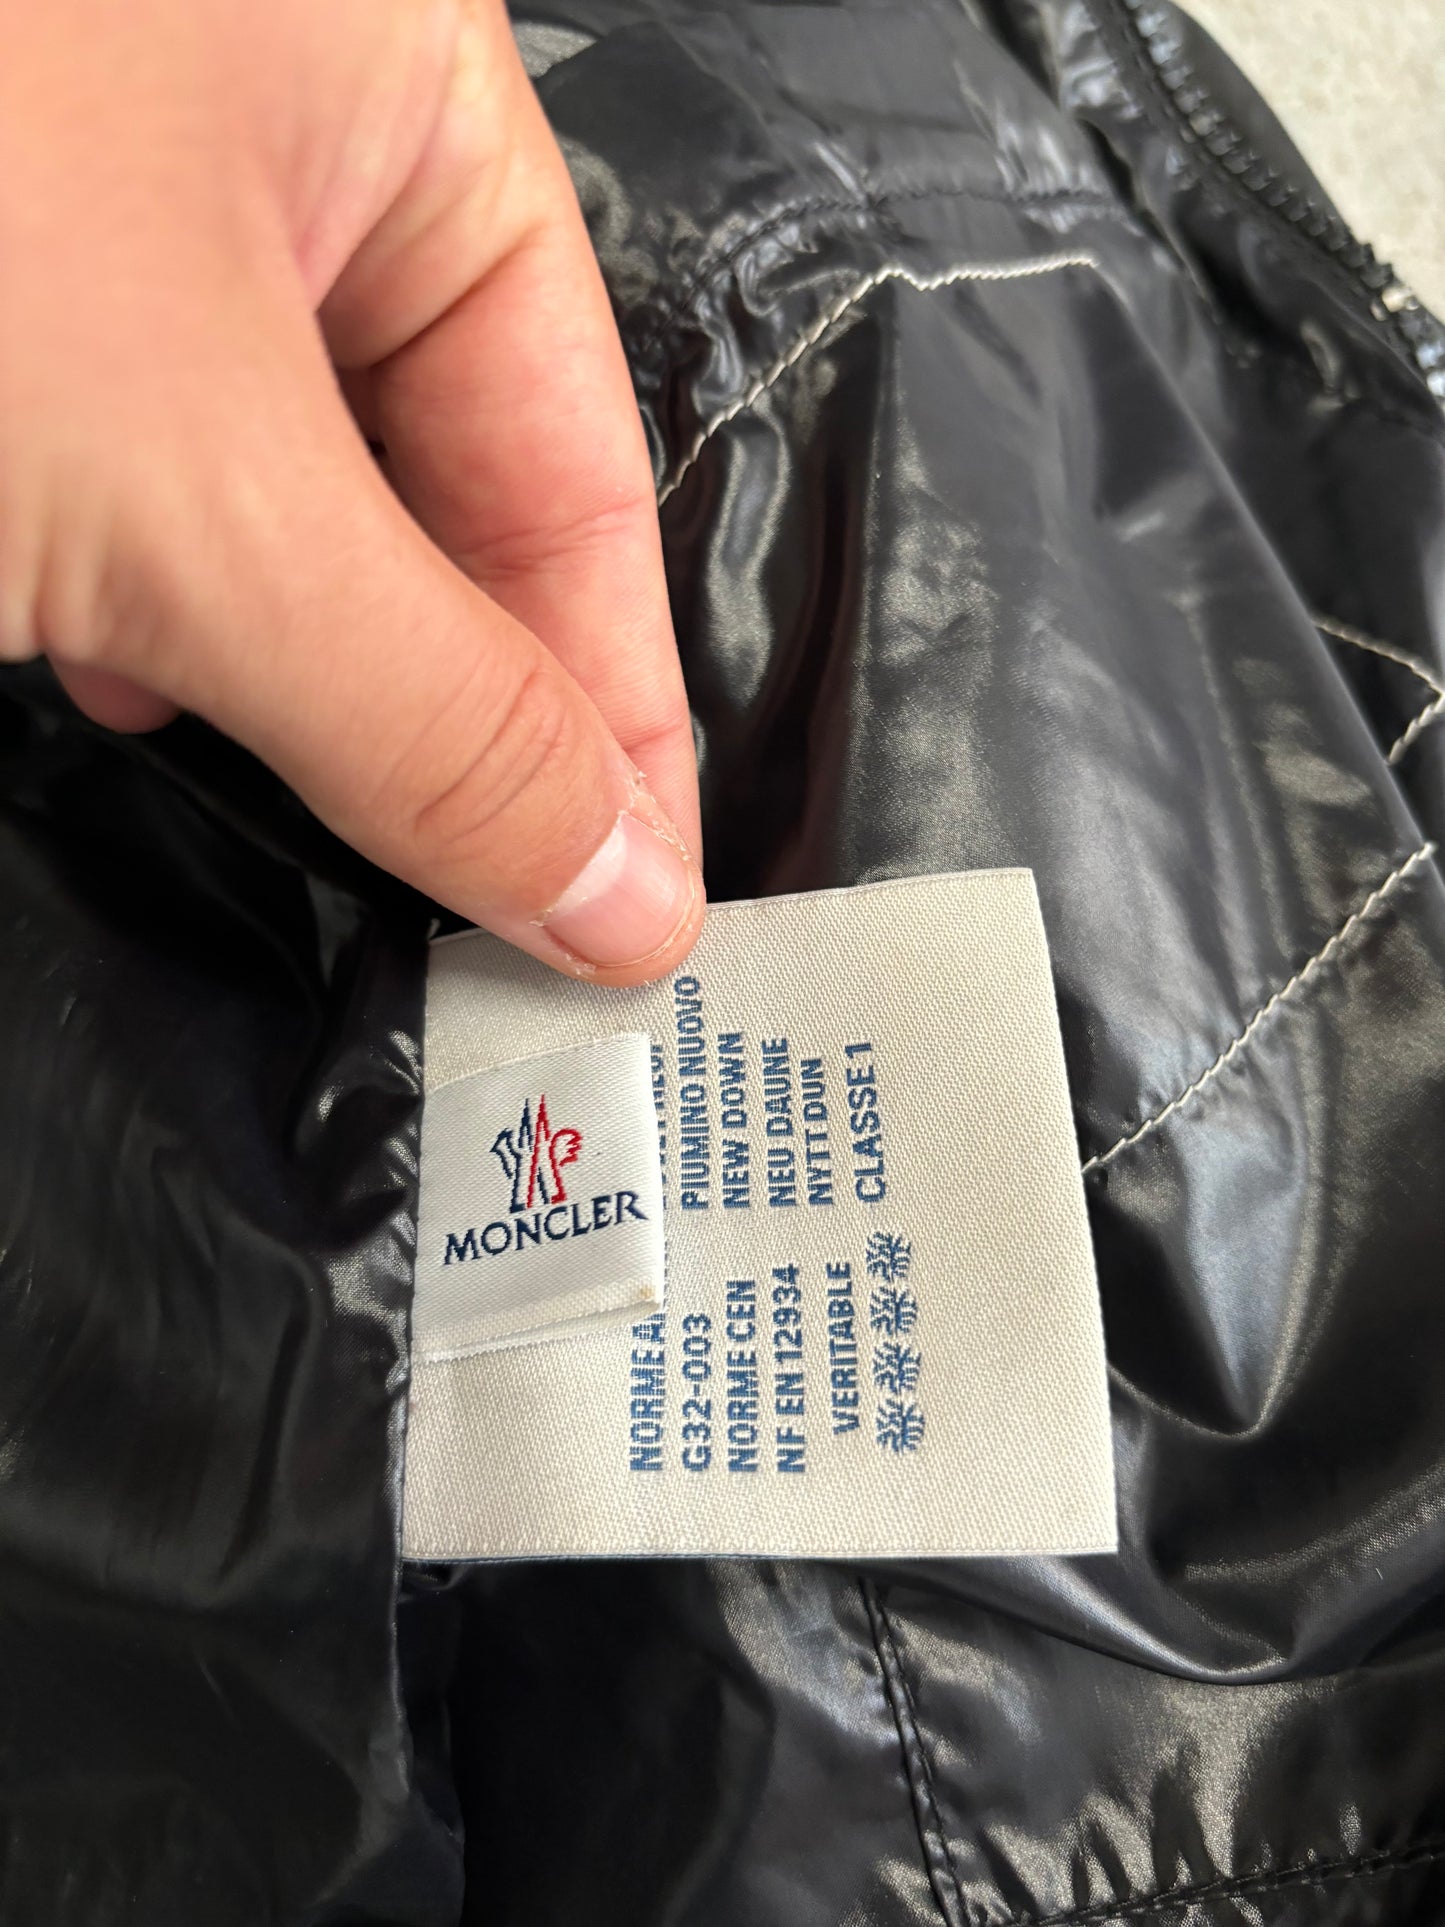 MONCLER
NORME
G32-003
NORME CEN
NF EN 12934
VERITABLE
PIUMINO NUOVO
NEW DOWN
NEU DAUNE
NYTT DUN
CLASSE 1